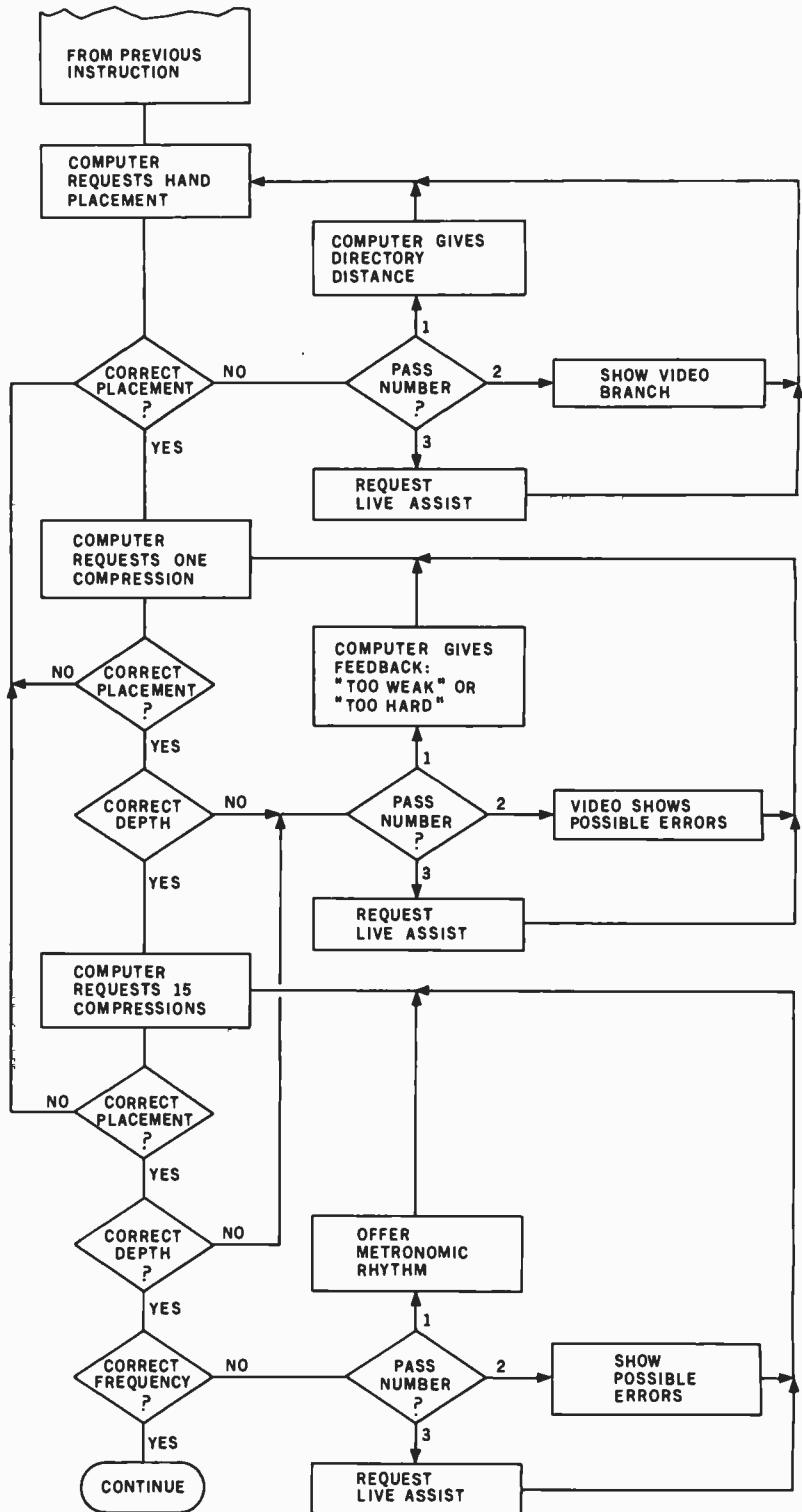 FROM PREVIOUS
INSTRUCTION
COMPUTER
REQUESTS HAND
PLACEMENT
COMPUTER GIVES
DIRECTORY
DISTANCE
1
CORRECT
PLACEMENT
?
NO
PASS
NUMBER
?
2
SHOW VIDEO
BRANCH
YES
3
REQUEST
LIVE ASSIST
COMPUTER
REQUESTS ONE
COMPRESSION
COMPUTER GIVES
FEEDBACK:
"TOO WEAK" OR
"TOO HARD"
NO
CORRECT
PLACEMENT
?
YES
1
CORRECT
DEPTH
NO
PASS
NUMBER
?
2
VIDEO SHOWS
POSSIBLE ERRORS
YES
3
REQUEST
LIVE ASSIST
COMPUTER
REQUESTS 15
COMPRESSIONS
NO
CORRECT
PLACEMENT
?
YES
CORRECT
DEPTH
?
NO
OFFER
METRONOMIC
RHYTHM
YES
1
CORRECT
FREQUENCY
?
NO
PASS
NUMBER
?
2
SHOW
POSSIBLE
ERRORS
YES
3
CONTINUE
REQUEST
LIVE ASSIST